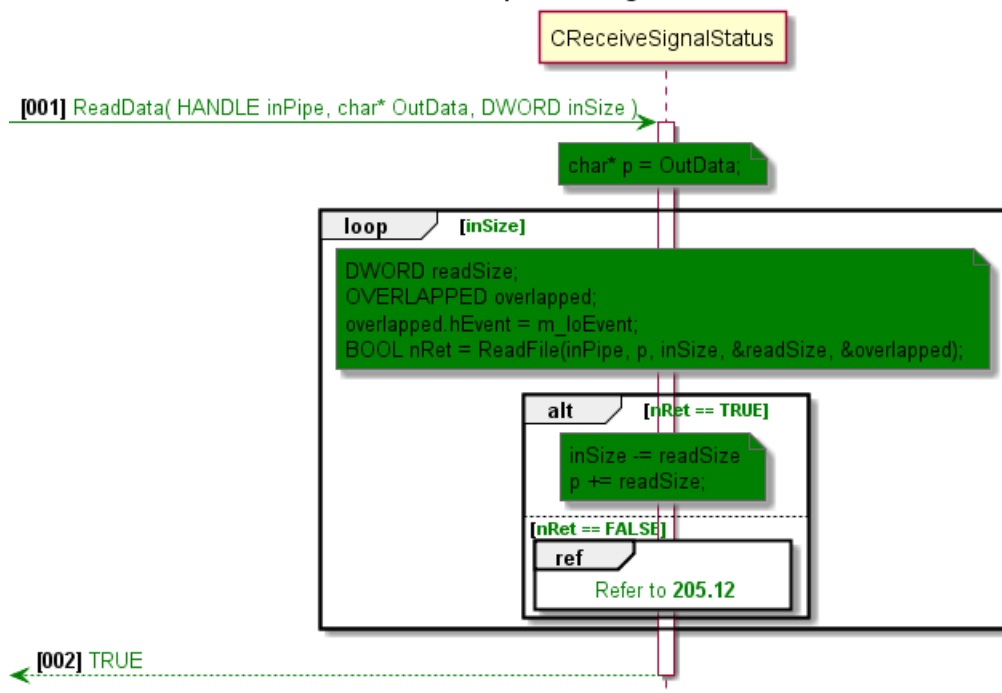 CReceiveSignalStatus
[001] ReadData( HANDLE inPipe, char* OutData, DWORD inSize )
char* p = OutData;
loop [inSize]
DWORD readSize;
OVERLAPPED overlapped;
overlapped.hEvent = m_IoEvent;
BOOL nRet = ReadFile(inPipe, p, inSize, &readSize, &overlapped);
alt [nRet == TRUE]
inSize -= readSize
p += readSize;
[nRet == FALSE]
ref
Refer to 205.12
[002] TRUE